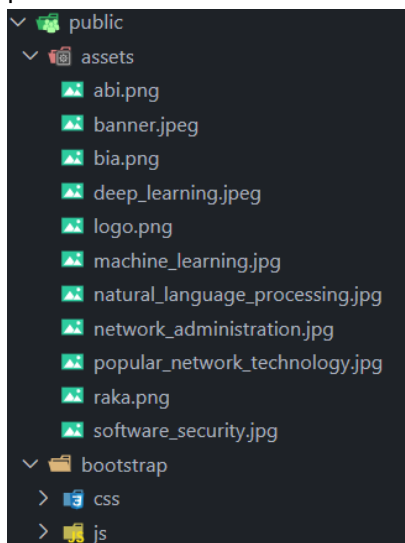 public
assets
abi.png
banner.jpeg
bia.png
deep_learning.jpeg
logo.png
machine_learning.jpg
natural_language_processing.jpg
network_administration.jpg
popular_network_technology.jpg
raka.png
software_security.jpg
bootstrap
css
js